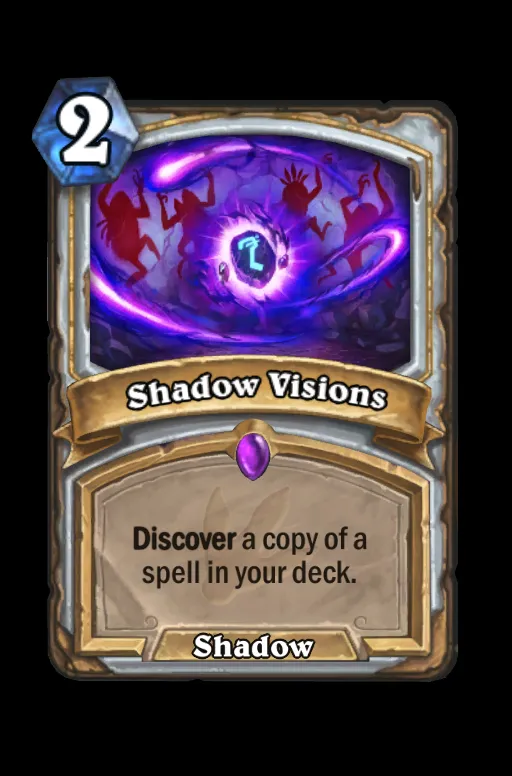 2
Shadow Visions
Discover a copy of a
spell in your deck.
Shadow